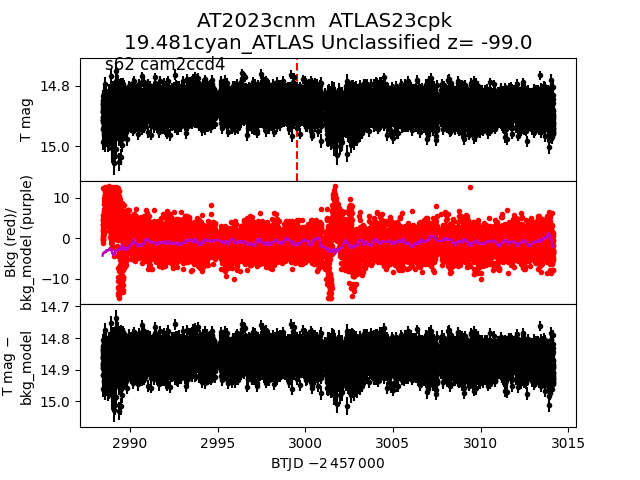 AT2023cnm  ATLAS23cpk
19.481cyan_ATLAS Unclassified z= -99.0
s62 cam2ccd4
T mag
14.8
15.0
Bkg (red)/
bkg_model (purple)
10
0
−10
T mag −
bkg_model
14.7
14.8
14.9
15.0
2990 2995 3000 3005 3010 3015
BTJD −2 457 000